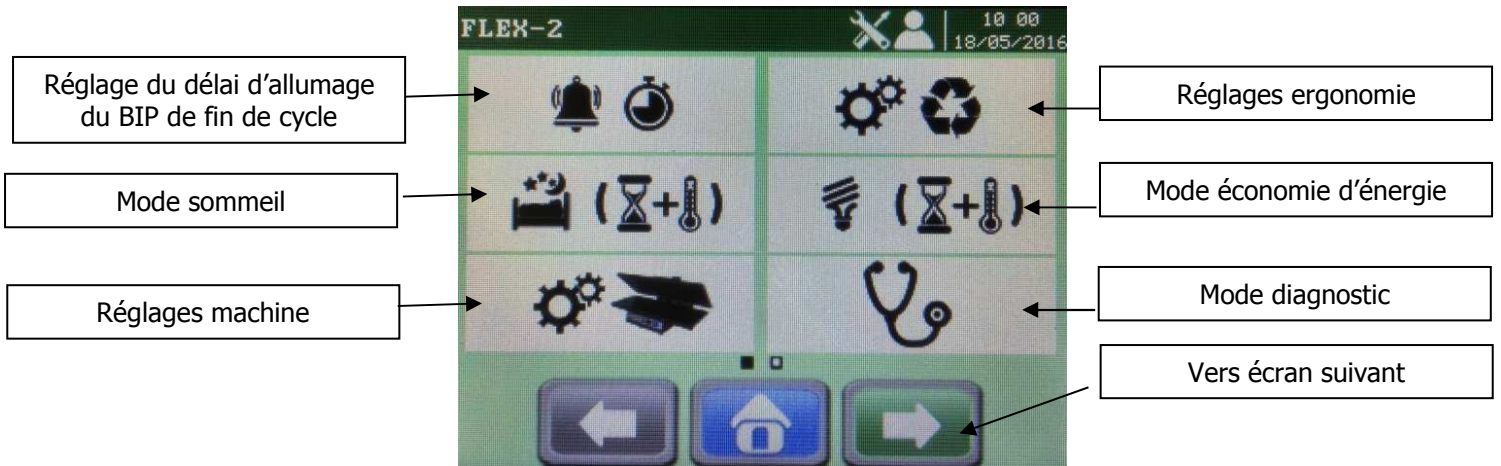 FLEX-2
10 00
18/05/2016
Réglage du délai d’allumage
du BIP de fin de cycle
Réglages ergonomie
Mode sommeil
( + )
Mode économie d’énergie
( + )
Réglages machine
Mode diagnostic
Vers écran suivant